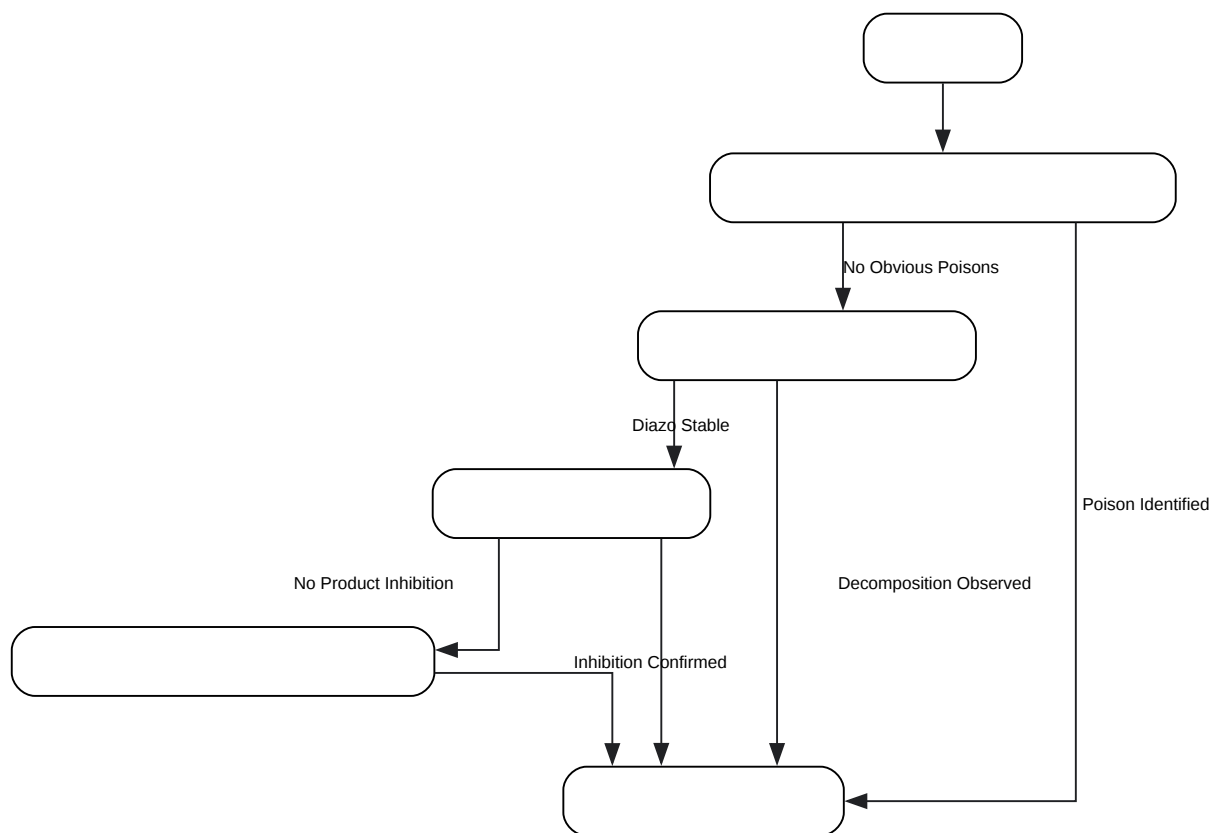 No Obvious Poisons
Diazo Stable
Poison Identified
No Product Inhibition
Decomposition Observed
Inhibition Confirmed